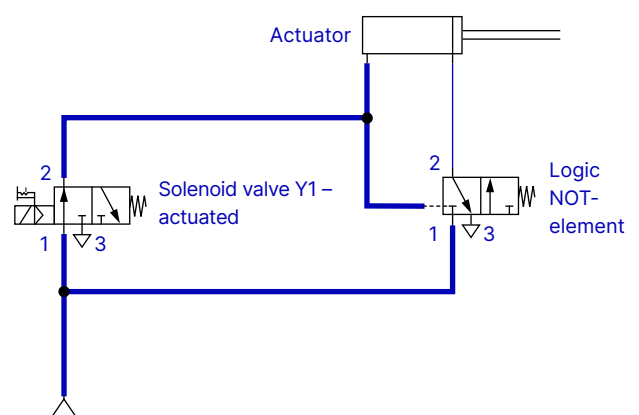 Actuator
2
Solenoid valve Y1 –
actuated
1
3
2
Logic
NOT-
element
1
3